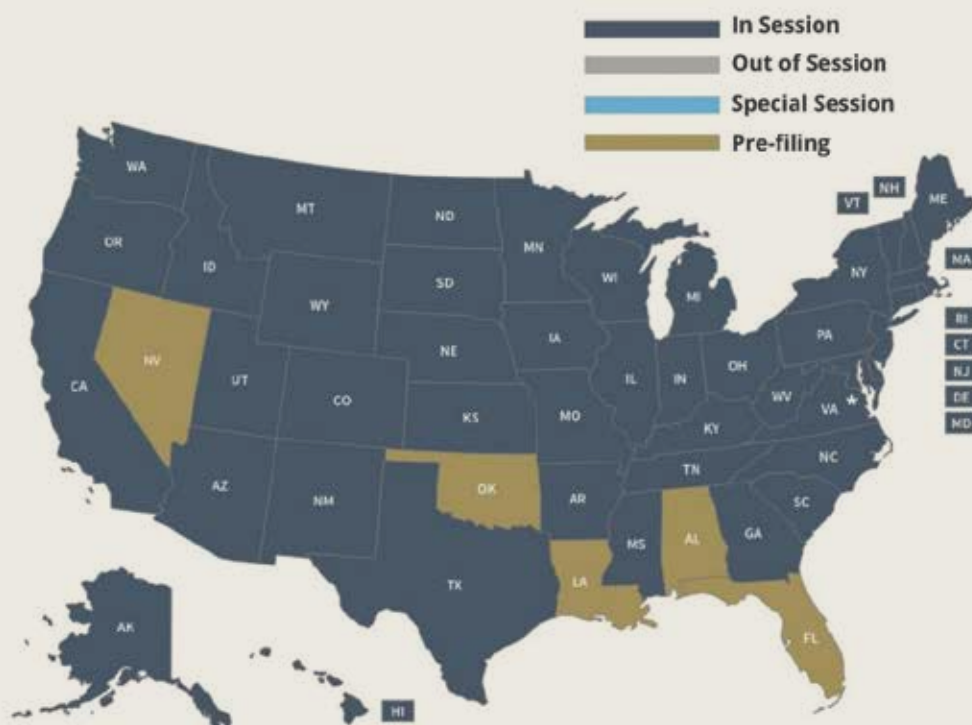 In Session
Out of Session
Special Session
Pre-filing
WA
OR
ID
MT
ND
MN
WI
MI
VT
NH
ME
NY
MA
RI
CT
NJ
DE
MD
SD
WY
NE
IA
IL
IN
OH
PA
WV
VA
*
NV
CA
UT
CO
KS
MO
KY
NC
TN
SC
AZ
NM
OK
AR
MS
AL
GA
TX
LA
FL
AK
HI